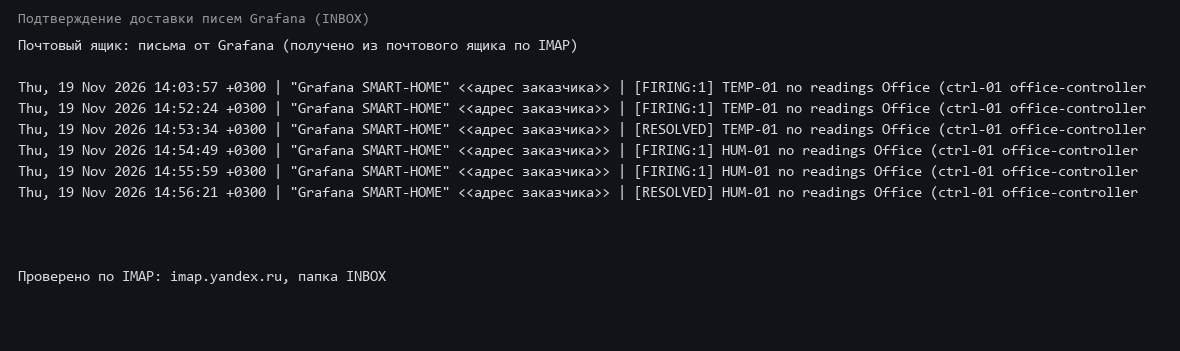 Подтверждение доставки писем Grafana (INBOX)
Почтовый ящик: письма от Grafana (получено из почтового ящика по IMAP)
Thu, 19 Nov 2026 14:03:57 +0300 | "Grafana SMART-HOME" <<адрес заказчика>> | [FIRING:1] TEMP-01 no readings Office (ctrl-01 office-controller
Thu, 19 Nov 2026 14:52:24 +0300 | "Grafana SMART-HOME" <<адрес заказчика>> | [FIRING:1] TEMP-01 no readings Office (ctrl-01 office-controller
Thu, 19 Nov 2026 14:53:34 +0300 | "Grafana SMART-HOME" <<адрес заказчика>> | [RESOLVED] TEMP-01 no readings Office (ctrl-01 office-controller
Thu, 19 Nov 2026 14:54:49 +0300 | "Grafana SMART-HOME" <<адрес заказчика>> | [FIRING:1] HUM-01 no readings Office (ctrl-01 office-controller
Thu, 19 Nov 2026 14:55:59 +0300 | "Grafana SMART-HOME" <<адрес заказчика>> | [FIRING:1] HUM-01 no readings Office (ctrl-01 office-controller
Thu, 19 Nov 2026 14:56:21 +0300 | "Grafana SMART-HOME" <<адрес заказчика>> | [RESOLVED] HUM-01 no readings Office (ctrl-01 office-controller
Проверено по IMAP: imap.yandex.ru, папка INBOX